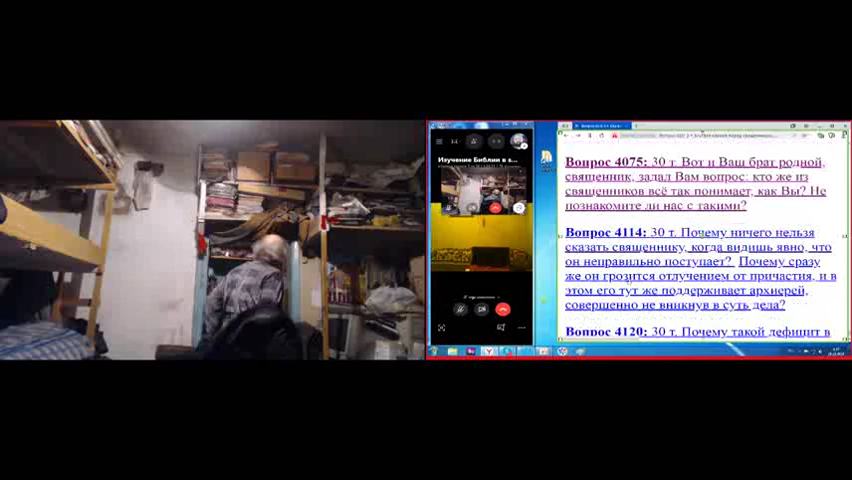 Изучение Библии в s...
Вопрос 4075: 30 т. Вот и Ваш брат родной,
священник, задал Вам вопрос: кто же из
священников всё так понимает, как Вы? Не
познакомите ли нас с такими?
Вопрос 4114: 30 т. Почему ничего нельзя
сказать священнику, когда видишь явно, что
он неправильно поступает? Почему сразу
же он грозится отлучением от причастия, и в
этом его тут же поддерживает архиерей,
совершенно не вникнув в суть дела?
Вопрос 4120: 30 т. Почему такой дефицит в